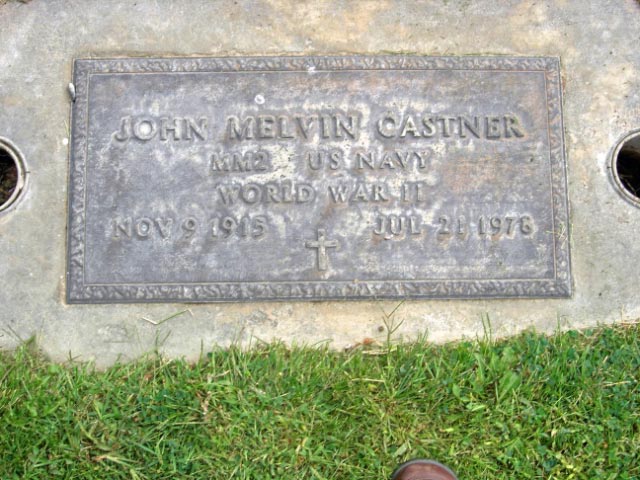 JOHN MELVIN CASTNER
MM2 US NAVY
WORLD WAR II
NOV 9 1915 JUL 21 1978